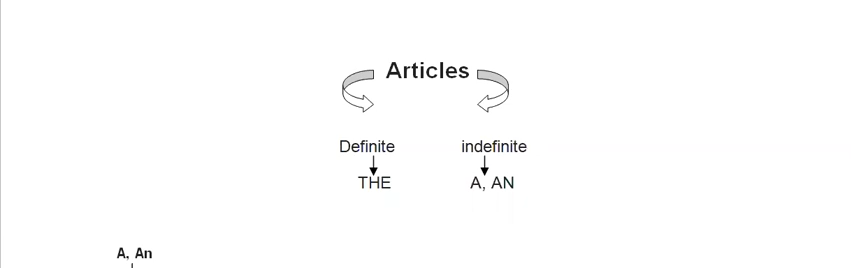 Articles
Definite indefinite
THE A, AN
A, An